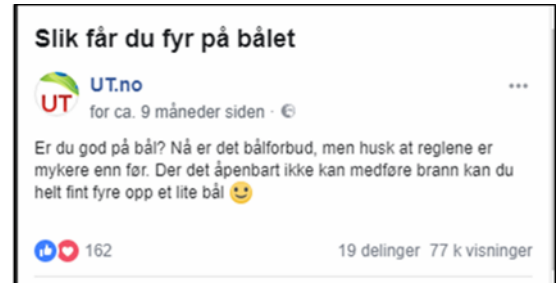 Slik får du fyr på bålet
UT
UT.no
for ca. 9 måneder siden ·
Er du god på bål? Nå er det bålforbud, men husk at reglene er
mykere enn før. Der det åpenbart ikke kan medføre brann kan du
helt fint fyre opp et lite bål 🙂
162
19 delinger 77 k visninger